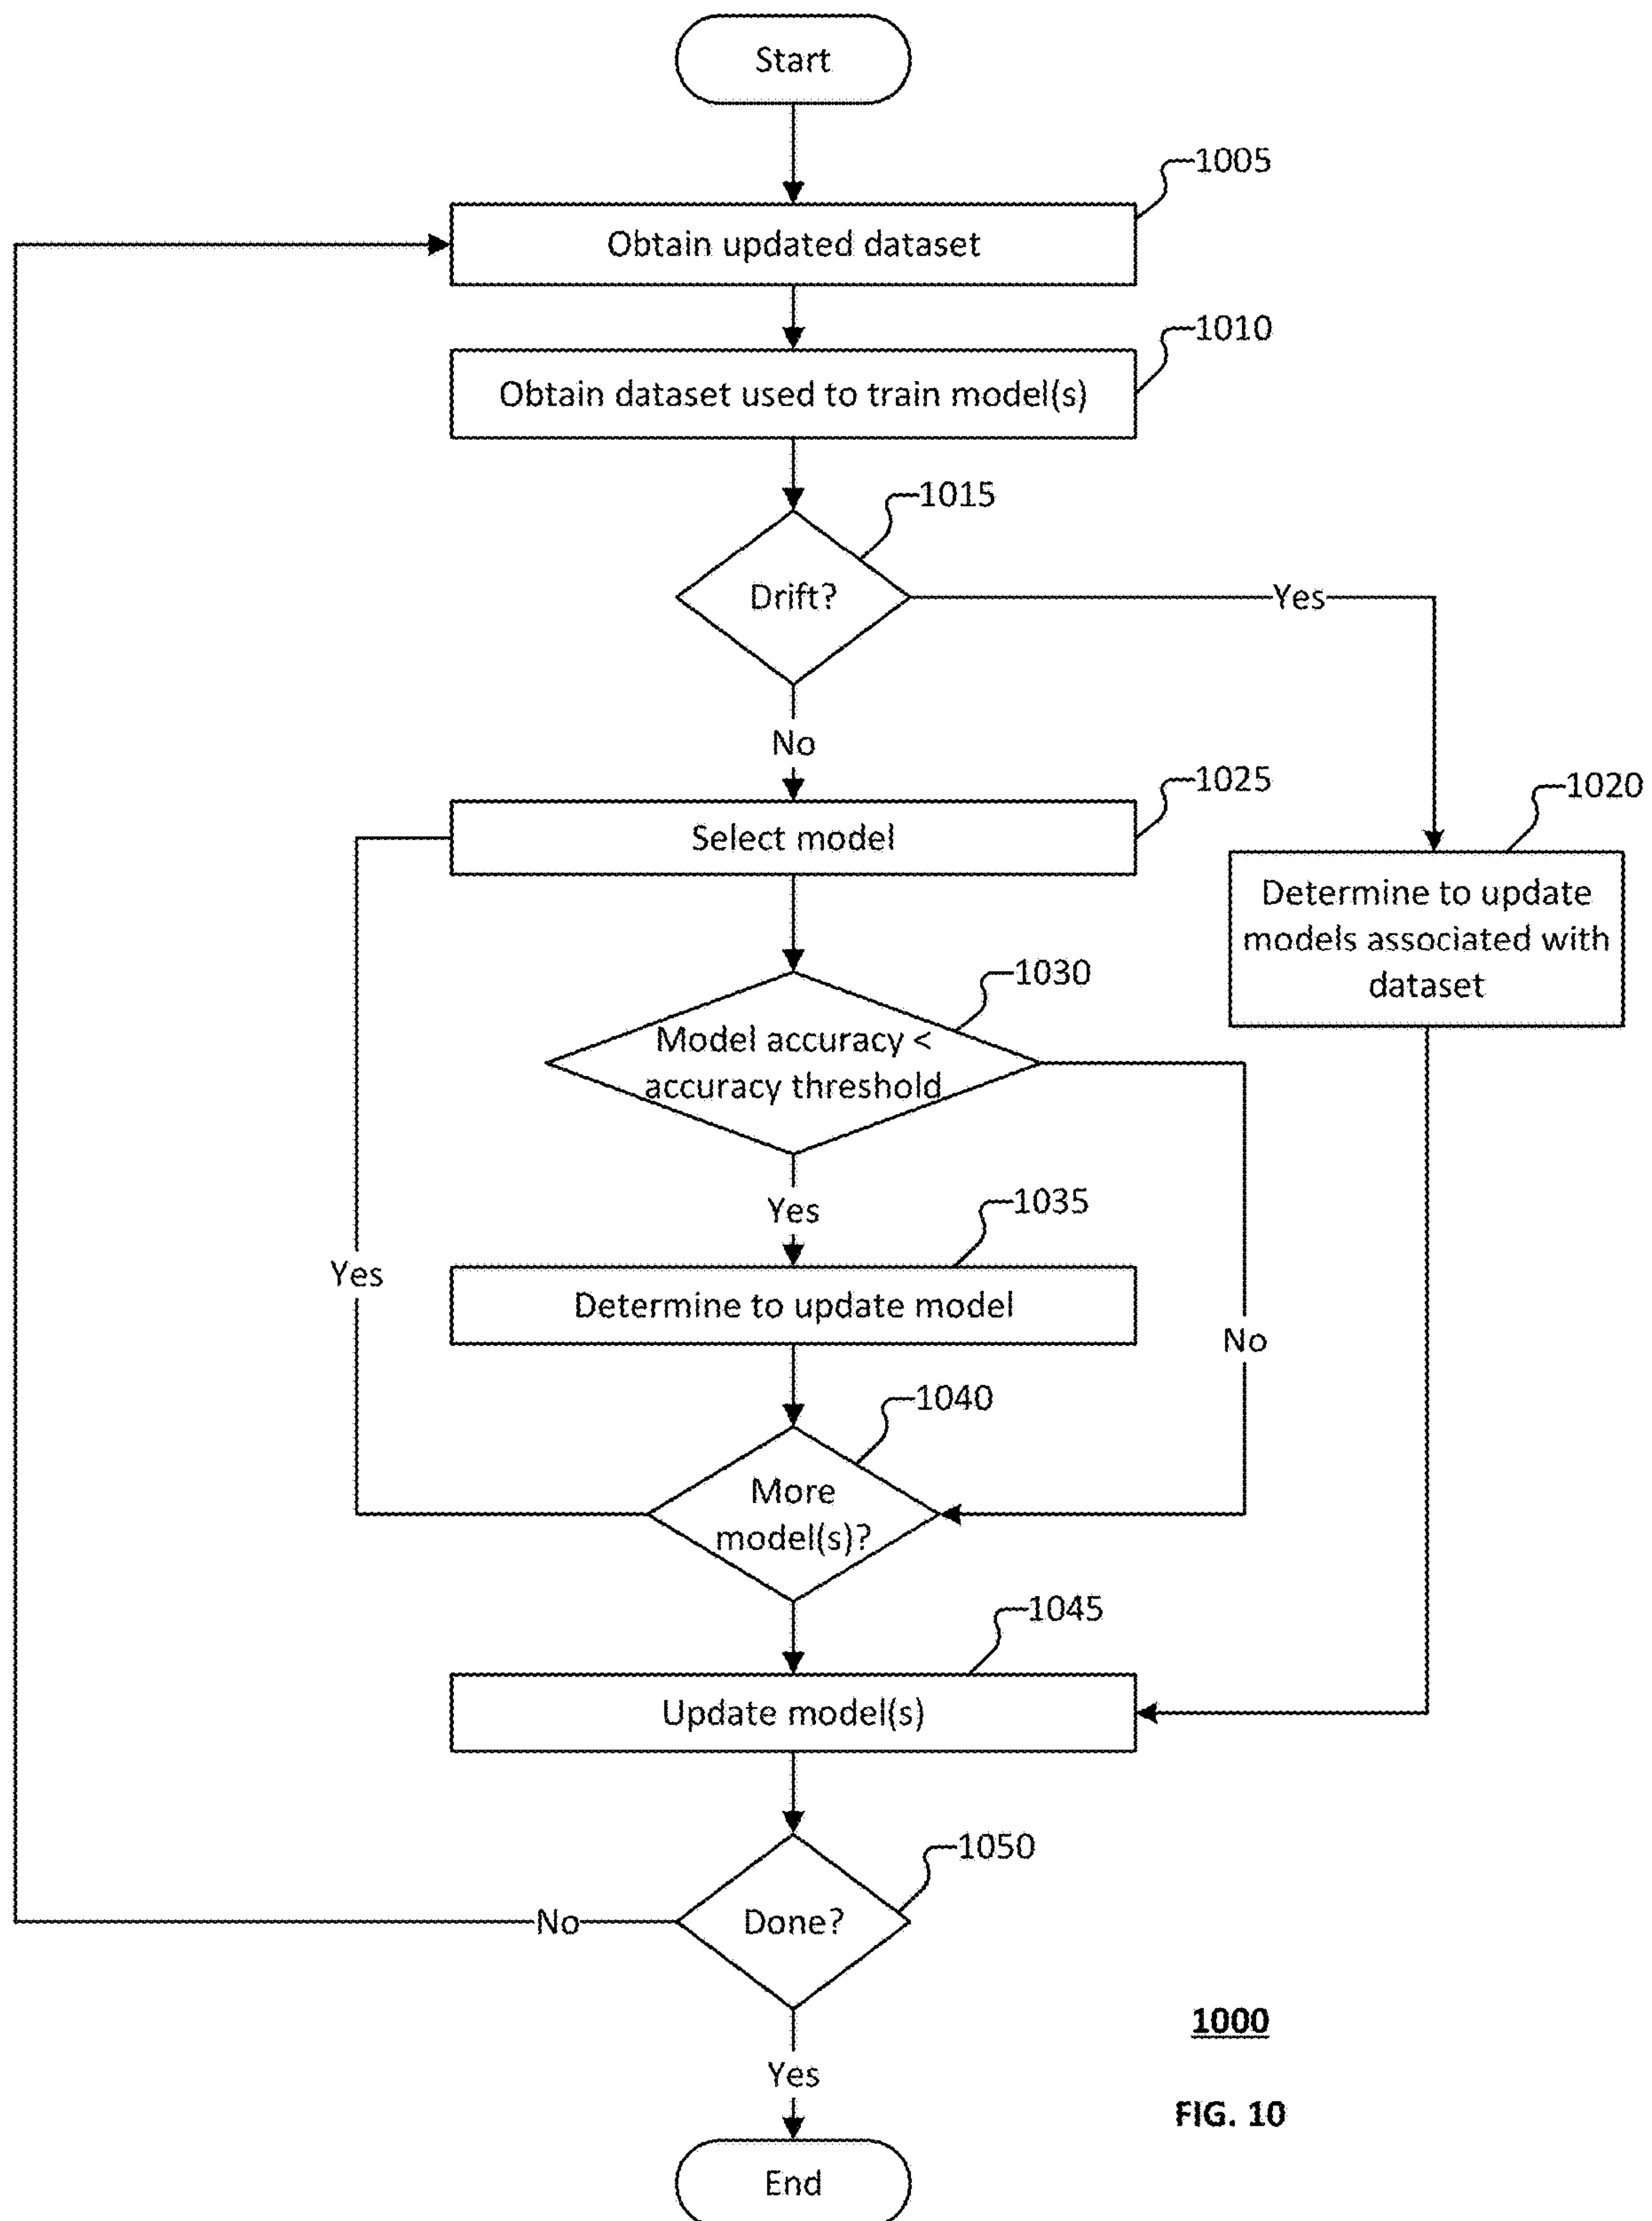 Start
1005
Obtain updated dataset
1010
Obtain dataset used to train model(s)
1015
Drift?
Yes
No
1025
Select model
1020
Determine to update
models associated with
dataset
1030
Model accuracy <
accuracy threshold
Yes
1035
Yes
Determine to update model
No
1040
More
model(s)?
1045
Update model(s)
1050
Done?
No
Yes
1000
FIG. 10
End